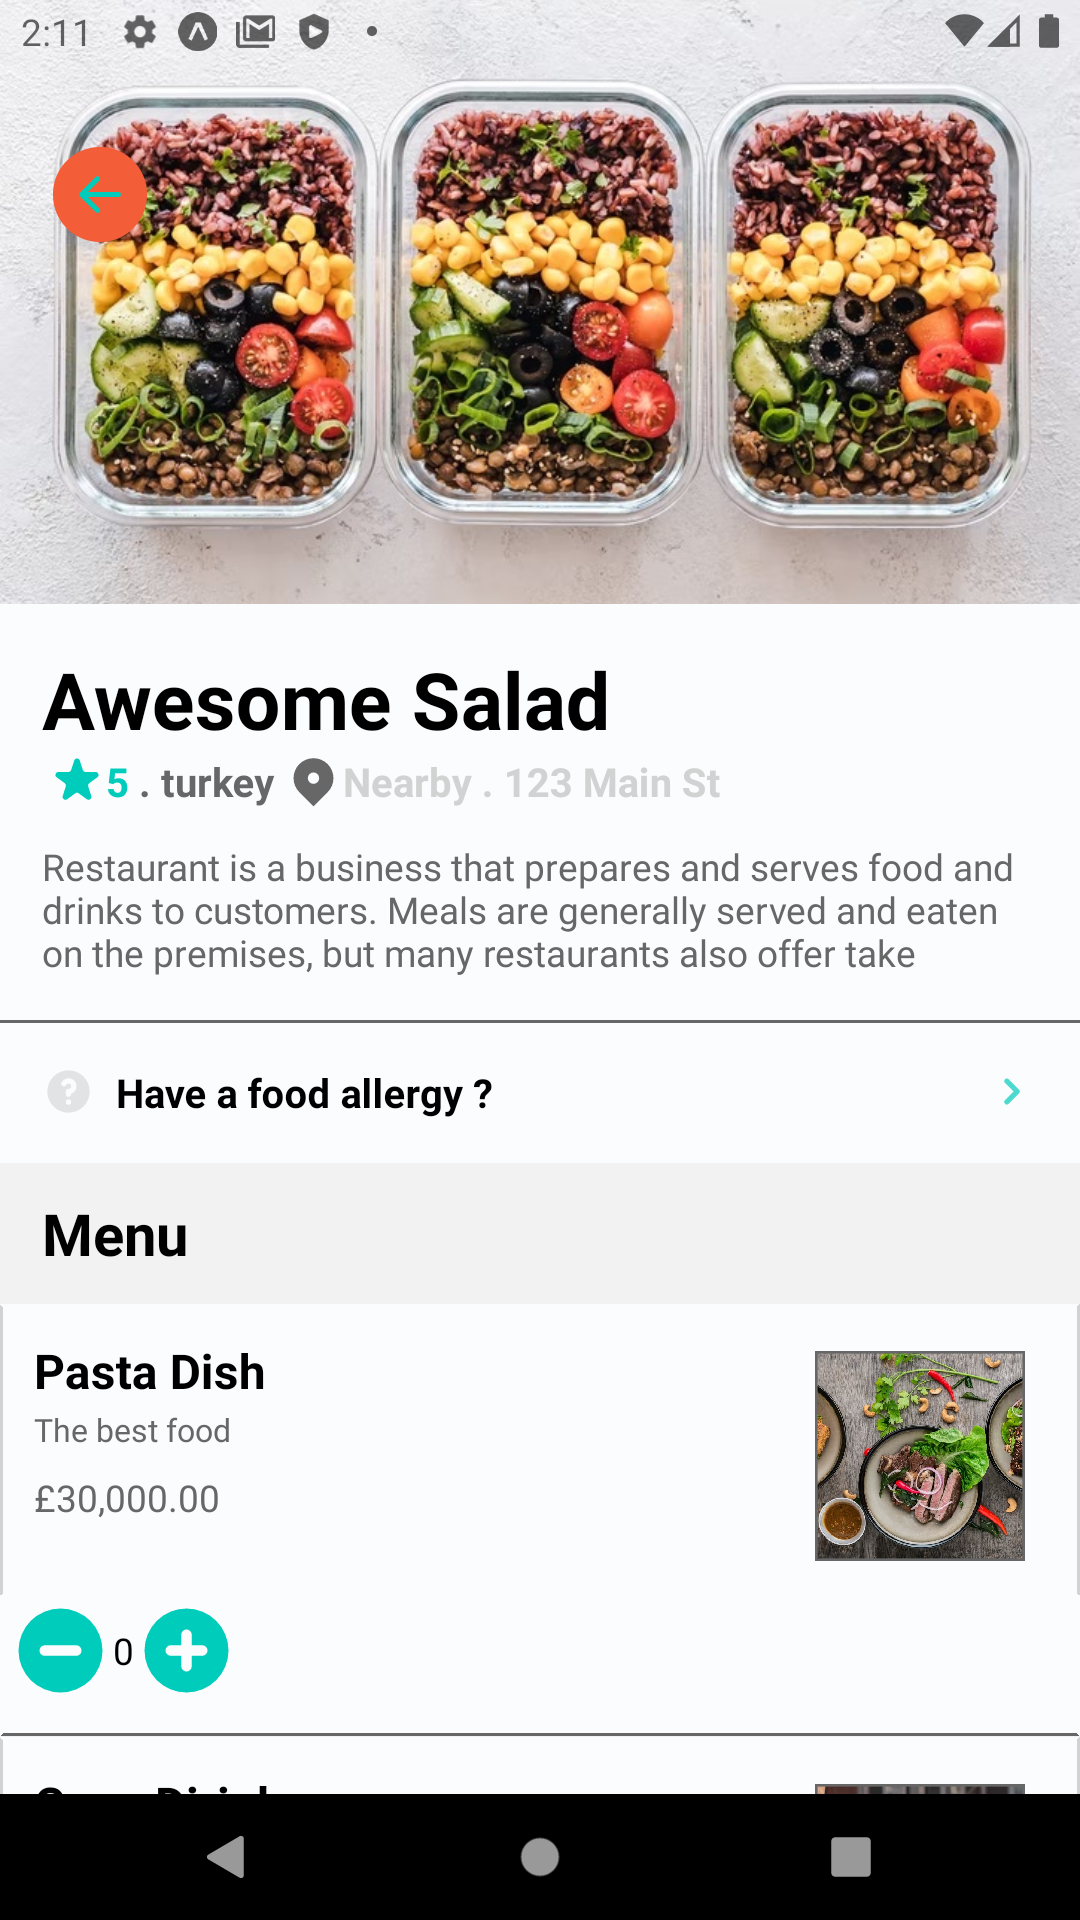 2:11
Awesome Salad
5 . turkey Nearby . 123 Main St
Restaurant is a business that prepares and serves food and
drinks to customers. Meals are generally served and eaten
on the premises, but many restaurants also offer take
Have a food allergy ?
Menu
Pasta Dish
The best food
£30,000.00
0